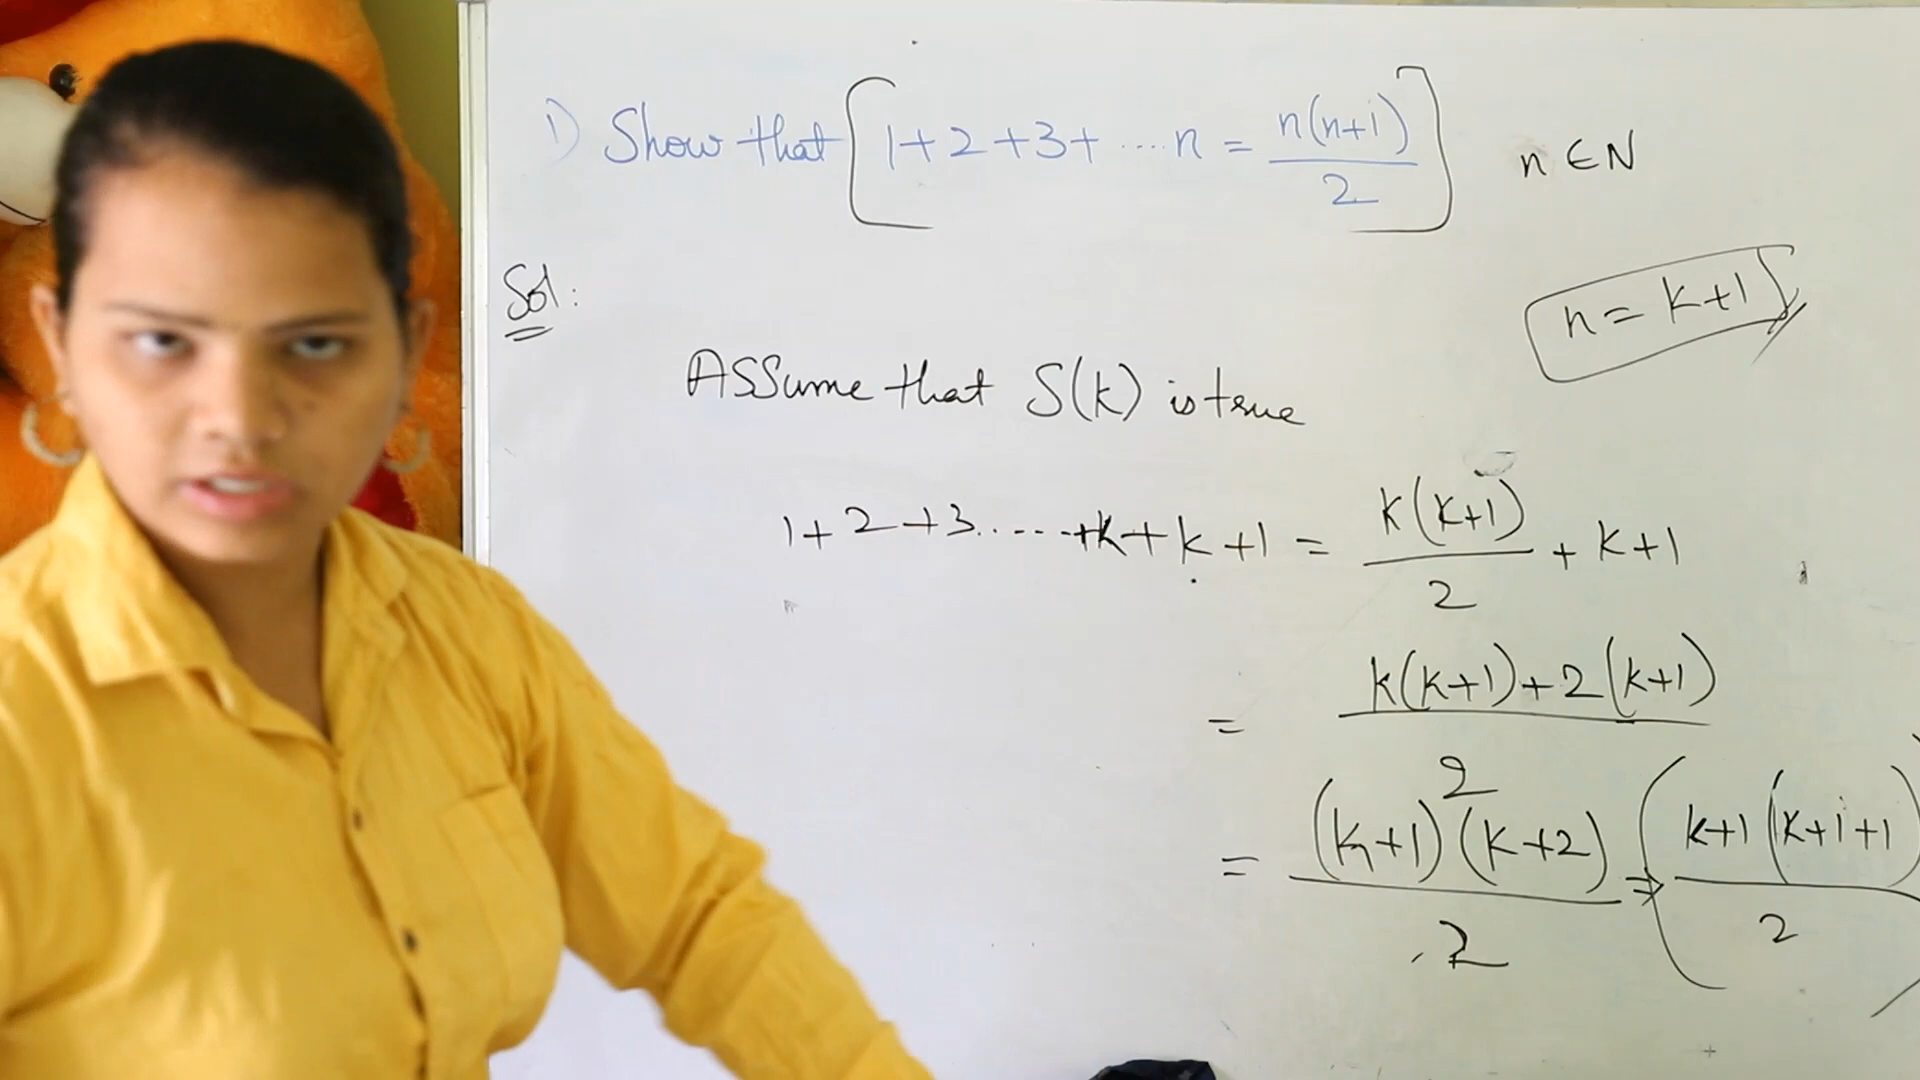 1) Show that [1+2+3+ ....n = n(n+1)/2] n ∈ N
Sol:
n = k+1
Assume that S(k) is true
1+2+3.....+k+k+1 = k(k+1)/2 + k+1
= k(k+1)+2(k+1)/2
= (k+1)(k+2)/2 ⇒ (k+1(k+1+1)/2)